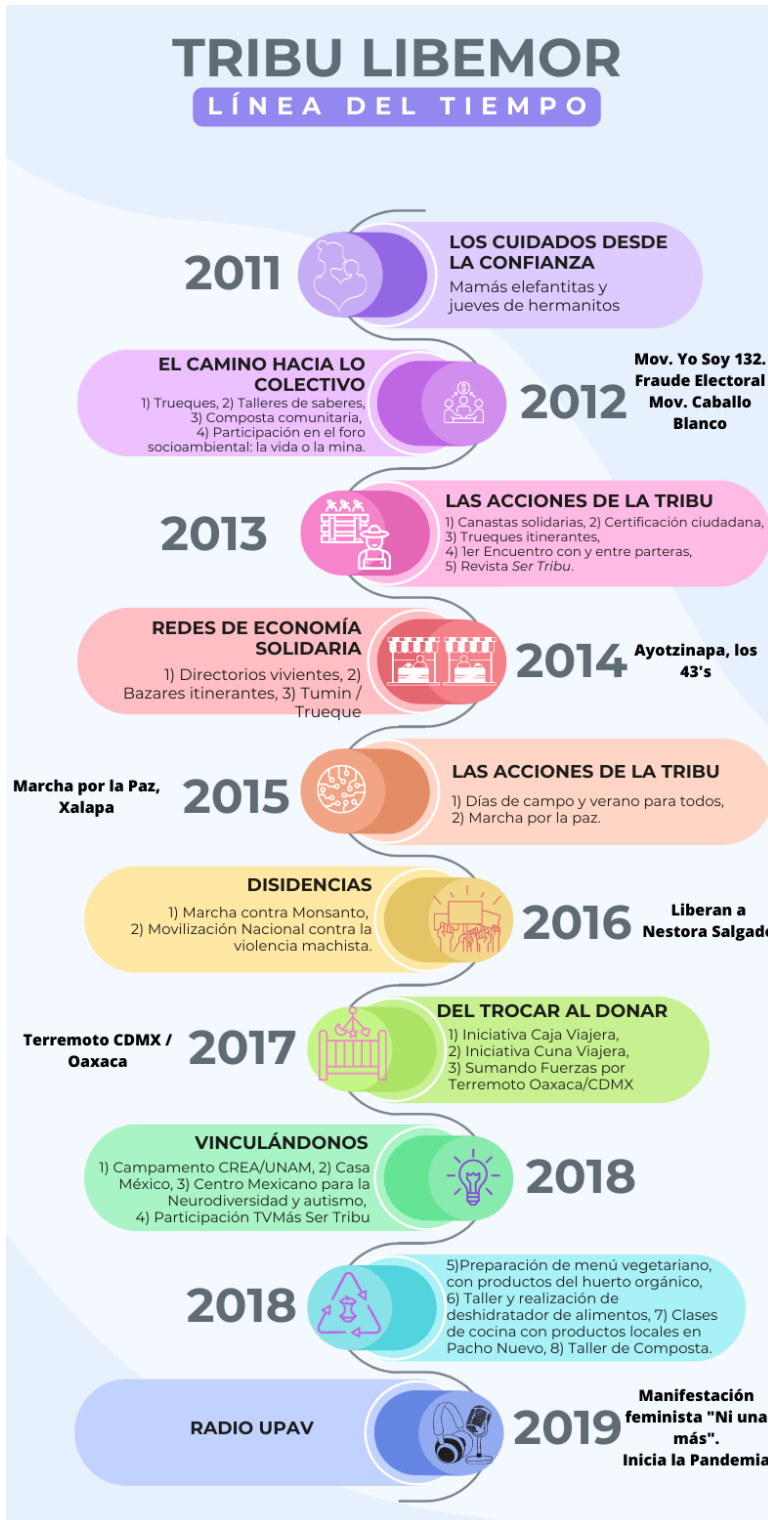 TRIBU LIBEMOR
LÍNEA DEL TIEMPO
2011
LOS CUIDADOS DESDE
LA CONFIANZA
Mamás elefantitas y
jueves de hermanitos
EL CAMINO HACIA LO
COLECTIVO
1) Trueques, 2) Talleres de saberes,
3) Composta comunitaria,
4) Participación en el foro
socioambiental: la vida o la mina.
2012
Mov. Yo Soy 132.
Fraude Electoral
Mov. Caballo
Blanco
2013
LAS ACCIONES DE LA TRIBU
1) Canastas solidarias, 2) Certificación ciudadana,
3) Trueques itinerantes,
4) 1er Encuentro con y entre parteras,
5) Revista Ser Tribu.
REDES DE ECONOMÍA
SOLIDARIA
1) Directorios vivientes, 2)
Bazares itinerantes, 3) Tumin /
Trueque
2014
Ayotzinapa, los
43's
Marcha por la Paz,
Xalapa
2015
LAS ACCIONES DE LA TRIBU
1) Días de campo y verano para todos,
2) Marcha por la paz.
DISIDENCIAS
1) Marcha contra Monsanto,
2) Movilización Nacional contra la
violencia machista.
2016
Liberan a
Nestora Salgado
Terremoto CDMX /
Oaxaca
2017
DEL TROCAR AL DONAR
1) Iniciativa Caja Viajera,
2) Iniciativa Cuna Viajera,
3) Sumando Fuerzas por
Terremoto Oaxaca/CDMX
VINCULÁNDONOS
1) Campamento CREA/UNAM, 2) Casa
México, 3) Centro Mexicano para la
Neurodiversidad y autismo,
4) Participación TVMás Ser Tribu
2018
2018
5)Preparación de menú vegetariano,
con productos del huerto orgánico,
6) Taller y realización de
deshidratador de alimentos, 7) Clases
de cocina con productos locales en
Pacho Nuevo, 8) Taller de Composta.
RADIO UPAV
2019
Manifestación
feminista "Ni una
más".
Inicia la Pandemia